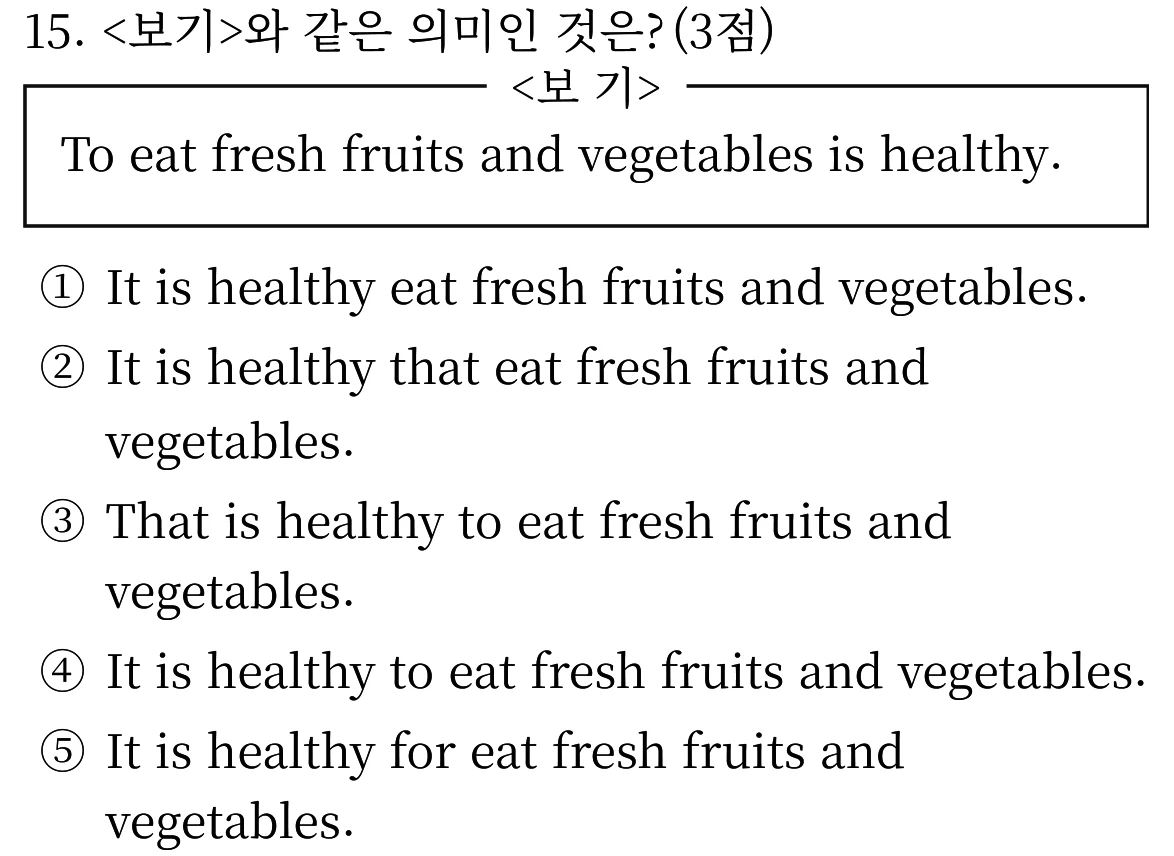 15. <보기>와 같은 의미인 것은?(3점)
<보 기>
To eat fresh fruits and vegetables is healthy.
① It is healthy eat fresh fruits and vegetables.
② It is healthy that eat fresh fruits and
vegetables.
③ That is healthy to eat fresh fruits and
vegetables.
④ It is healthy to eat fresh fruits and vegetables.
⑤ It is healthy for eat fresh fruits and
vegetables.